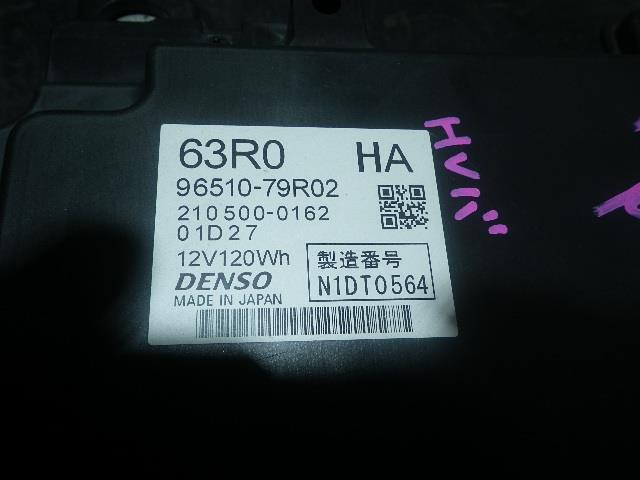 63R0 HA
96510-79R02
210500-0162
01D27
12V120Wh
DENSO
MADE IN JAPAN
製造番号
N1DT0564
HVバ